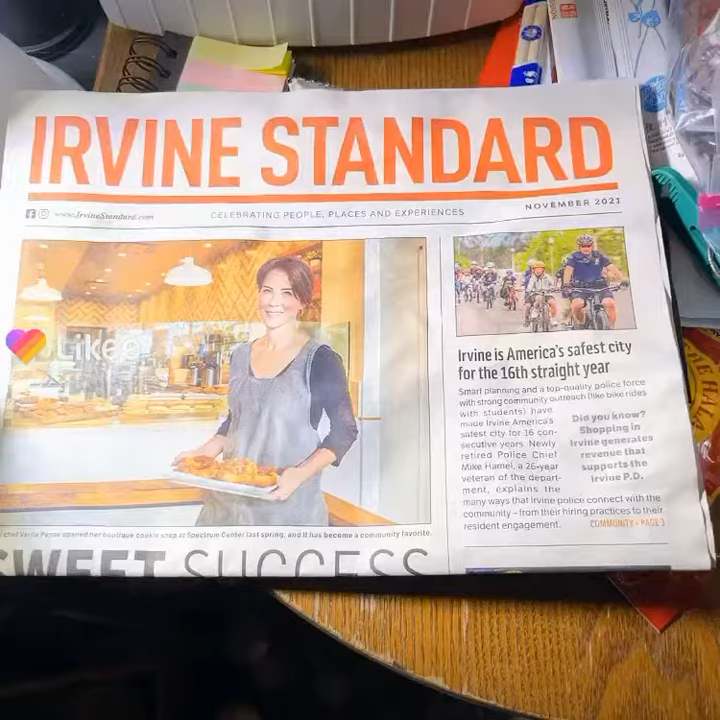 IRVINE STANDARD
www.IrvineStandard.com
CELEBRATING PEOPLE, PLACES AND EXPERIENCES
NOVEMBER 2021
Likee
chef Varlie Payne opened her boutique cookie shop at Spectrum Center last spring, and it has become a community favorite.
SWEET SUCCESS
Irvine is America's safest city
for the 16th straight year
Smart planning and a top-quality police force
with strong community outreach (like bike rides
with students) have
made Irvine America's
safest city for 16 con-
secutive years. Newly
retired Police Chief
Mike Hamel, a 26-year
veteran of the depart-
ment, explains the
many ways that Irvine police connect with the
community – from their hiring practices to their
resident engagement.
COMMUNITY • PAGE 3
Did you know?
Shopping in
Irvine generates
revenue that
supports the
Irvine P.D.